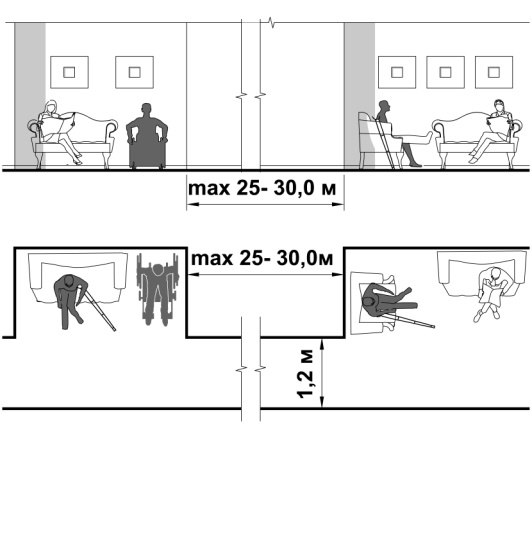 max 25- 30,0 м
max 25- 30,0м
1,2 м